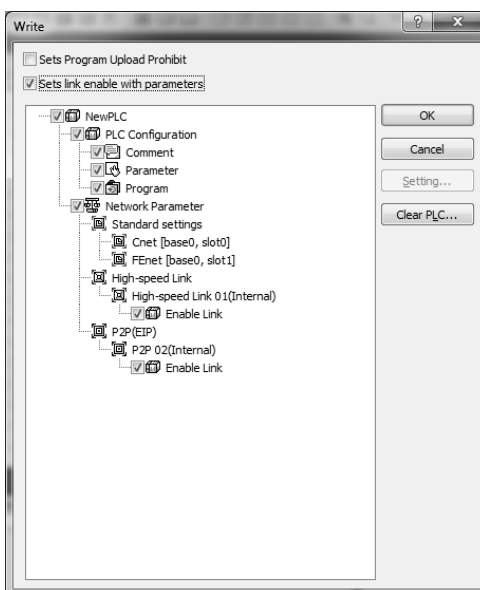 Write
Sets Program Upload Prohibit
Sets link enable with parameters
NewPLC
PLC Configuration
Comment
Parameter
Program
Network Parameter
Standard settings
Cnet [base0, slot0]
FEnet [base0, slot1]
High-speed Link
High-speed Link 01(Internal)
Enable Link
P2P(EIP)
P2P 02(Internal)
Enable Link
OK
Cancel
Setting...
Clear PLC...